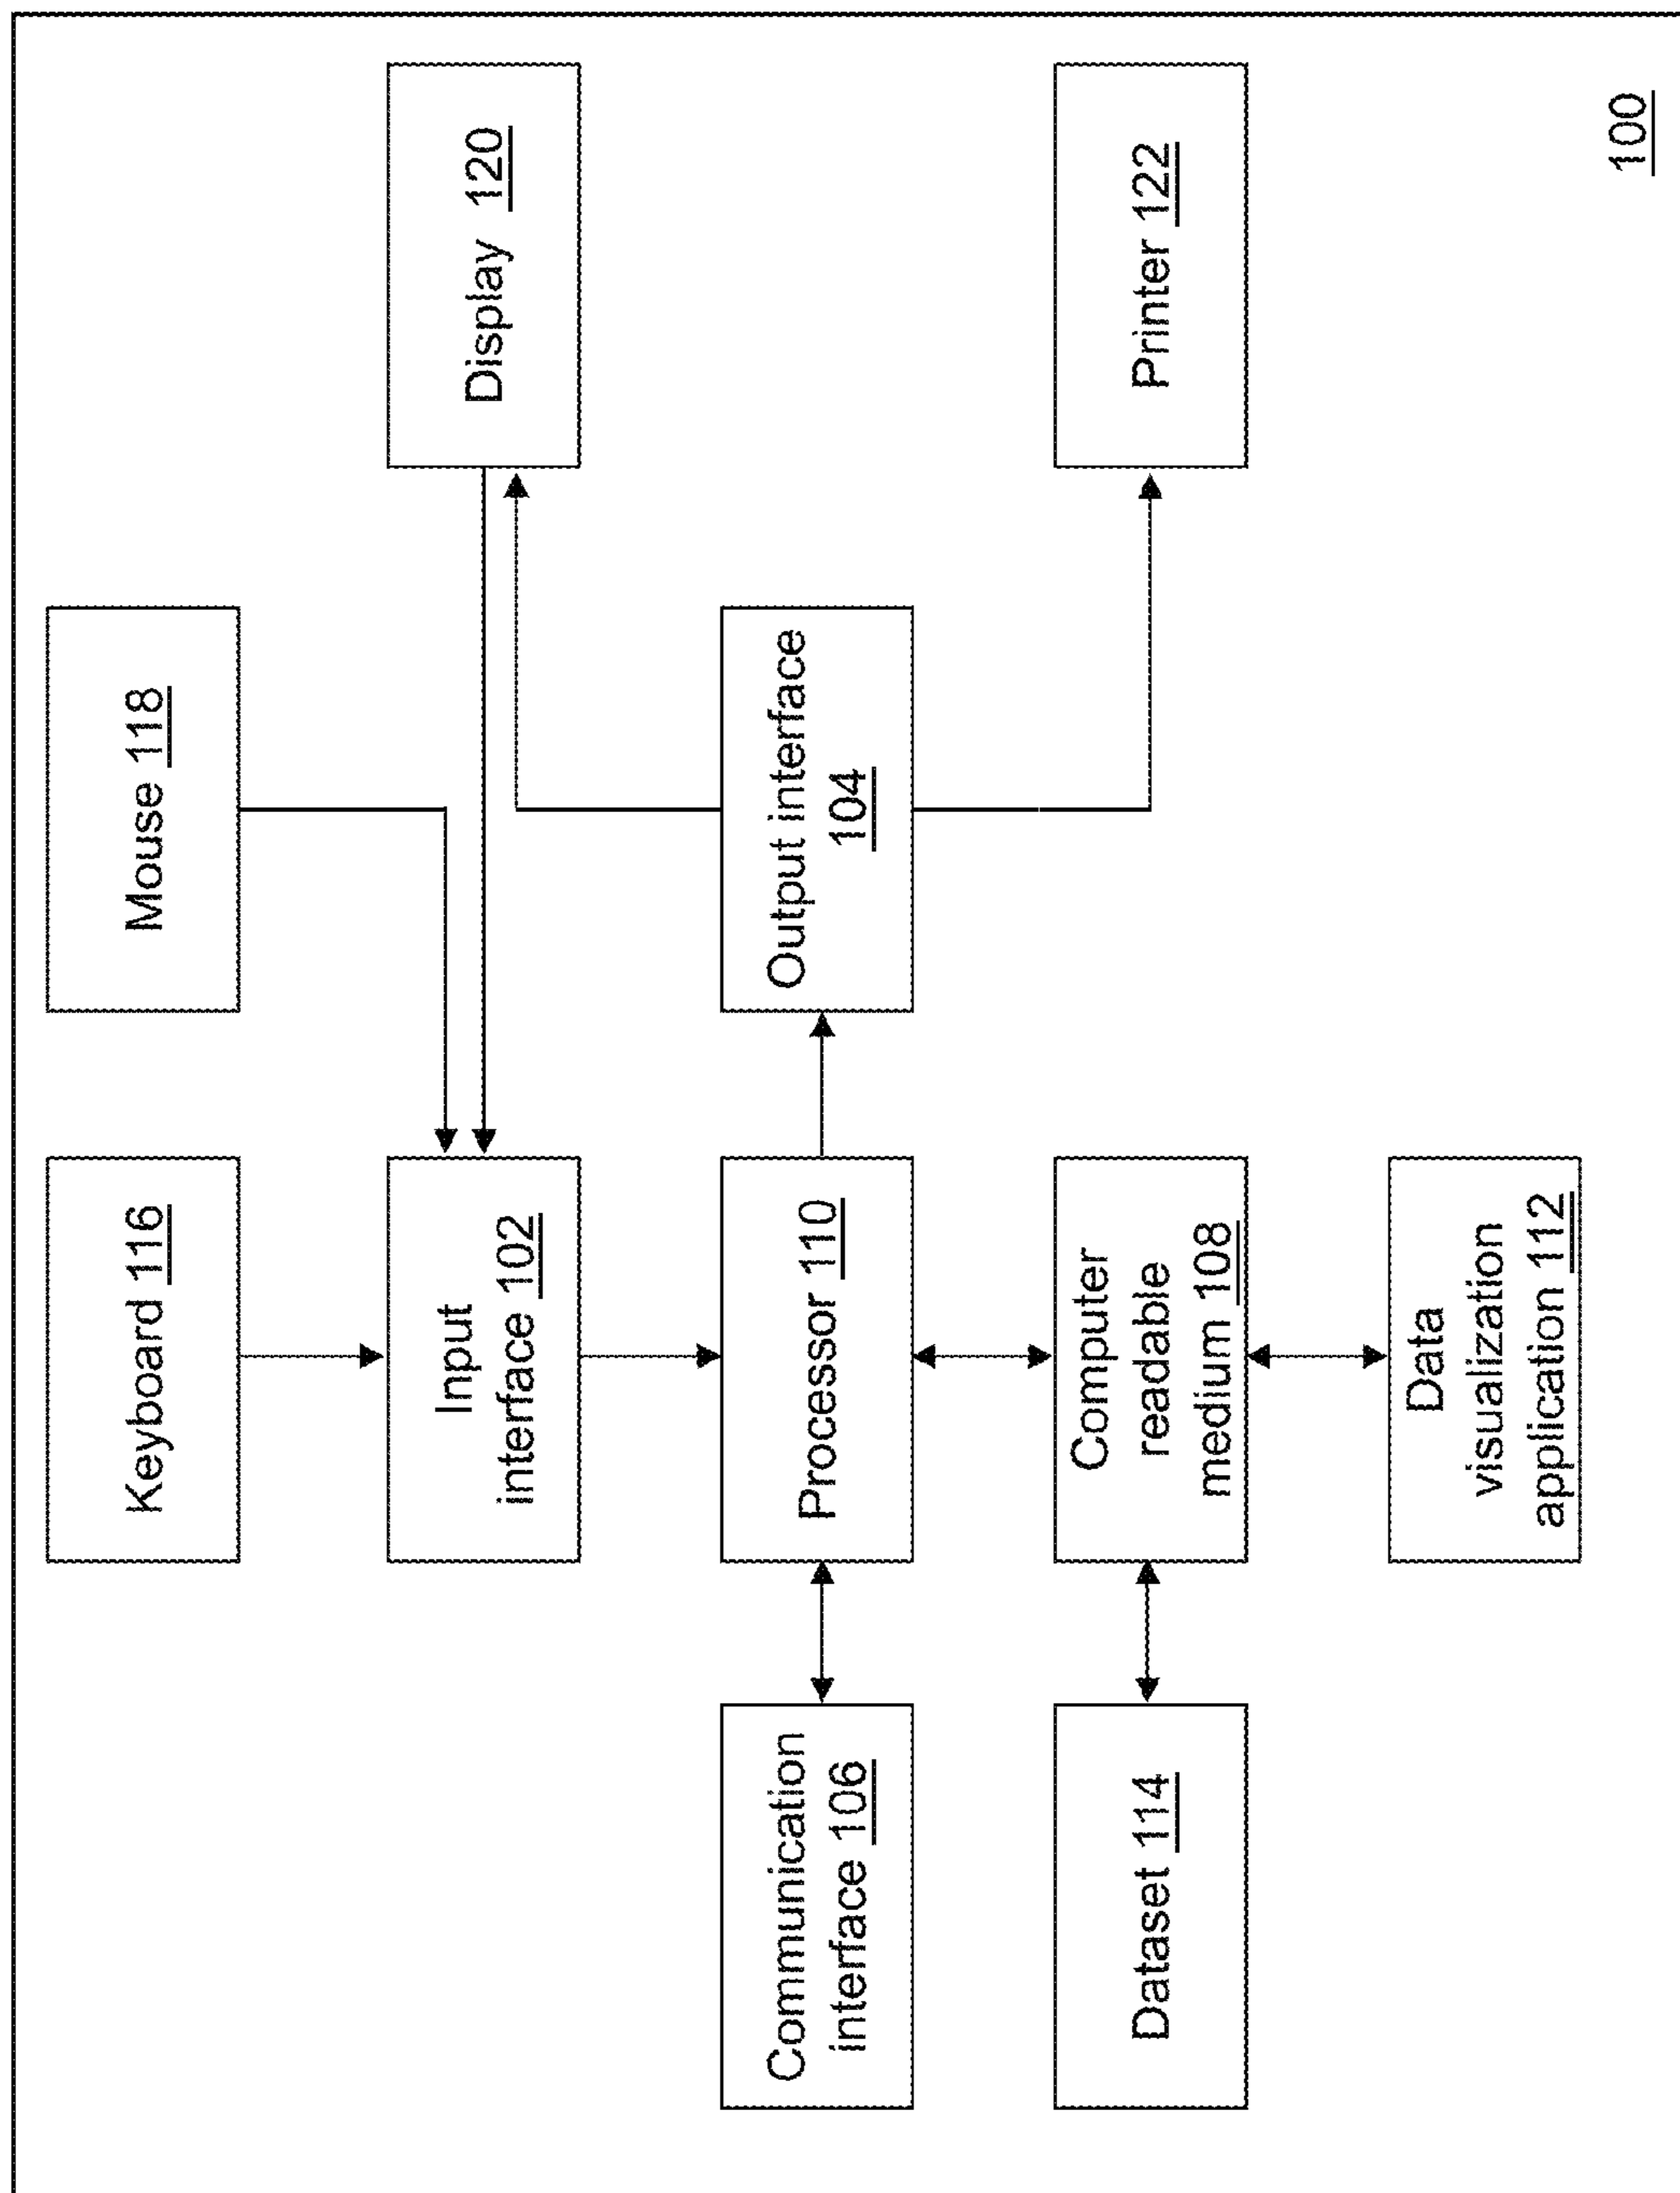 Keyboard 116
Mouse 118
Input
interface 102
Display 120
Communication
interface 106
Processor 110
Output interface
104
Dataset 114
Computer
readable
medium 108
Printer 122
Data
visualization
application 112
100